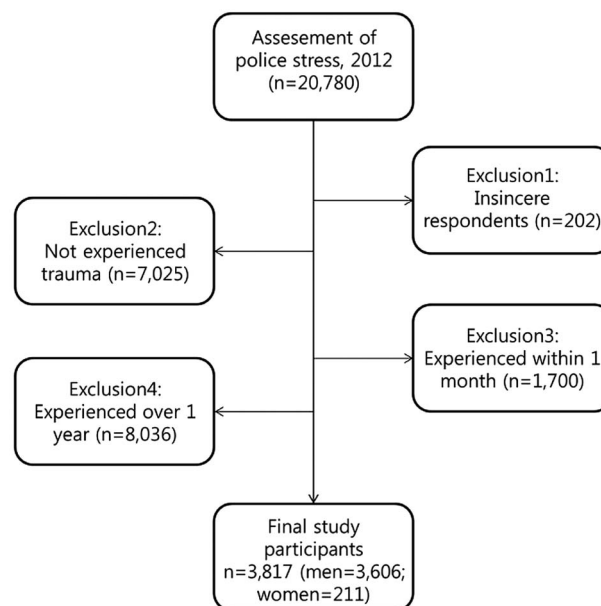 Assesement of
police stress, 2012
(n=20,780)
Exclusion1:
Insincere
respondents (n=202)
Exclusion2:
Not experienced
trauma (n=7,025)
Exclusion3:
Experienced within 1
month (n=1,700)
Exclusion4:
Experienced over 1
year (n=8,036)
Final study
participants
n=3,817 (men=3,606;
women=211)